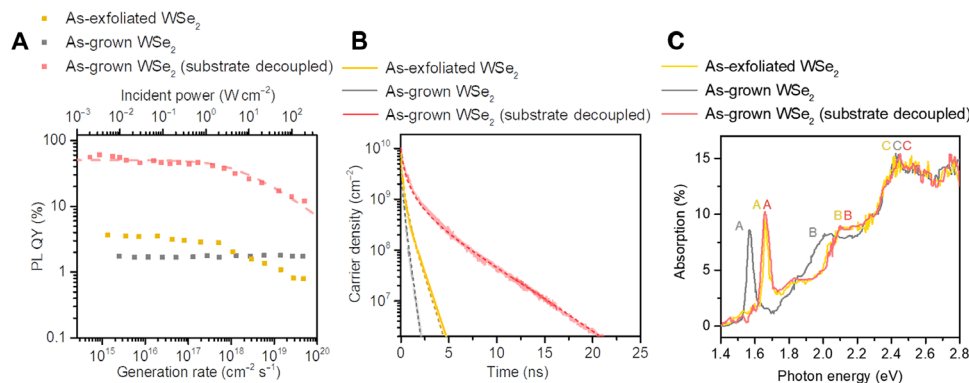 A
As-exfoliated WSe₂
As-grown WSe₂
As-grown WSe₂ (substrate decoupled)
Incident power (W cm⁻²)
10⁻³ 10⁻² 10⁻¹ 10⁰ 10¹ 10²
100
10
1
0.1
PL QY (%)
10¹⁵ 10¹⁶ 10¹⁷ 10¹⁸ 10¹⁹ 10²⁰
Generation rate (cm⁻² s⁻¹)
B
As-exfoliated WSe₂
As-grown WSe₂
As-grown WSe₂ (substrate decoupled)
10¹⁰
10⁹
10⁸
10⁷
Carrier density (cm⁻²)
0 5 10 15 20 25
Time (ns)
C
As-exfoliated WSe₂
As-grown WSe₂
As-grown WSe₂ (substrate decoupled)
CCC
A A
A
B B
B
15
10
5
0
Absorption (%)
1.4 1.6 1.8 2.0 2.2 2.4 2.6 2.8
Photon energy (eV)